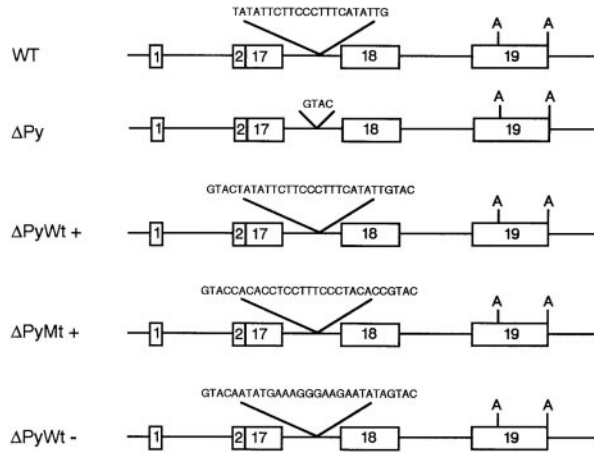 TATATTCTTCCCTTTCATATTG
A A
WT 1 2 17 18 19
GTAC
A A
ΔPy 1 2 17 18 19
GTACTATATTCTTCCCTTTCATATTGTAC
A A
ΔPyWt + 1 2 17 18 19
GTACCACACCTCCTTTCCCTACACCGTAC
A A
ΔPyMt + 1 2 17 18 19
GTACAATATGAAAGGGAAGAATATAGTAC
A A
ΔPyWt - 1 2 17 18 19